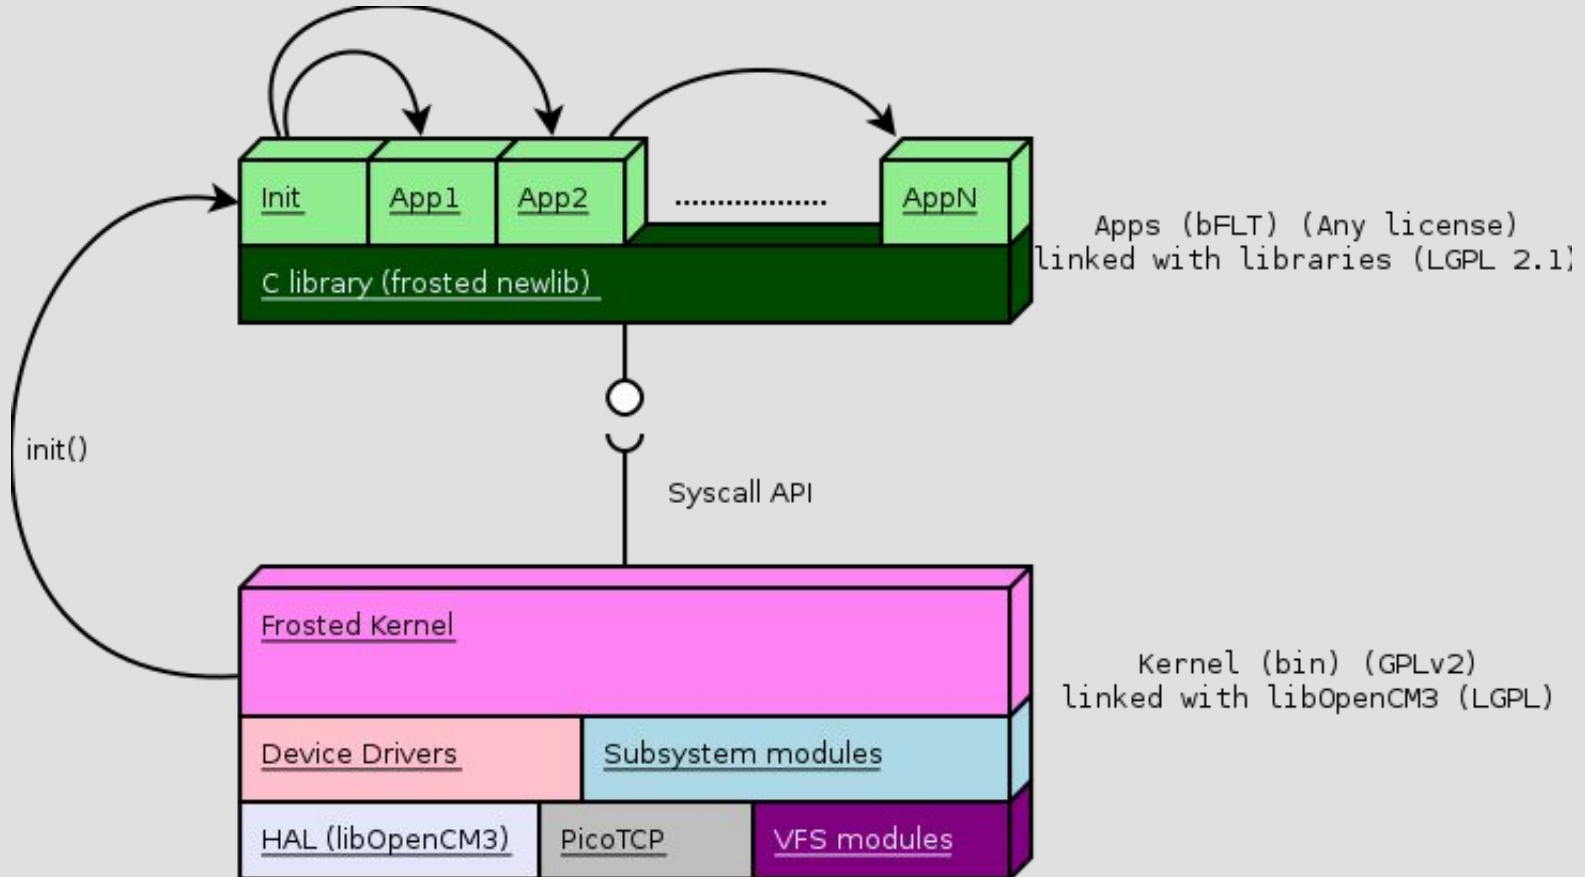 Init
App1
App2
..................
AppN
Apps (bFLT) (Any license)
linked with libraries (LGPL 2.1)
C library (frosted newlib)
init()
Syscall API
Frosted Kernel
Kernel (bin) (GPLv2)
linked with libOpenCM3 (LGPL)
Device Drivers
Subsystem modules
HAL (libOpenCM3)
PicoTCP
VFS modules